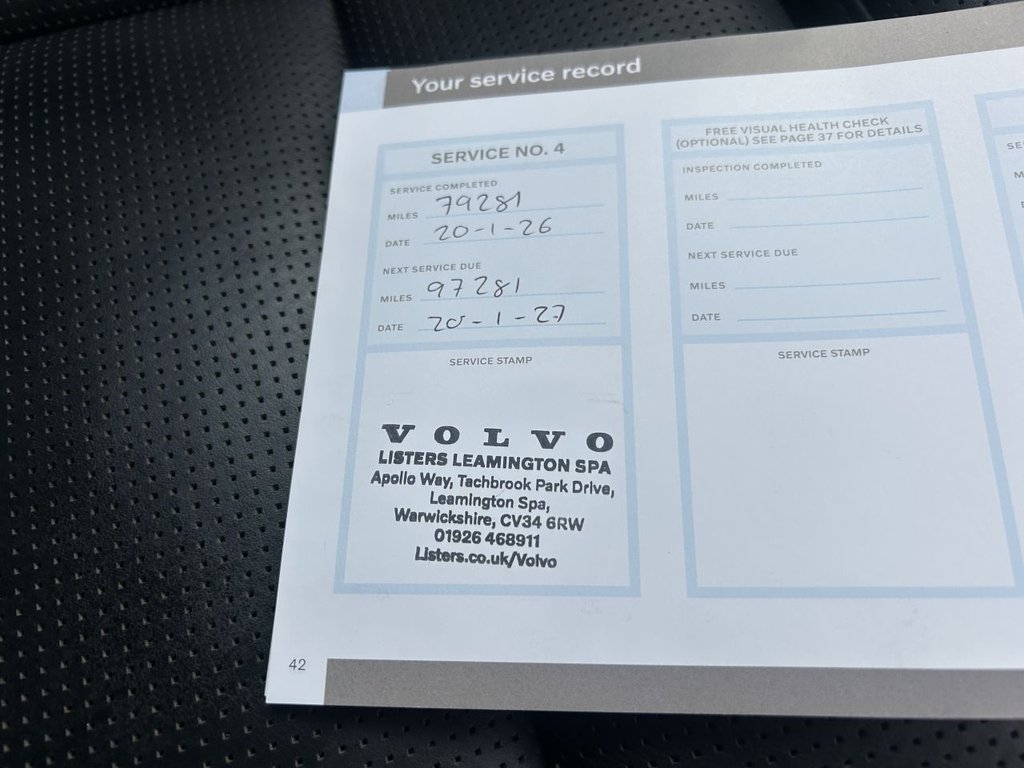 Your service record
SERVICE NO. 4
SERVICE COMPLETED
MILES 79281
DATE 20-1-26
NEXT SERVICE DUE
MILES 97281
DATE 20-1-27
SERVICE STAMP
VOLVO
LISTERS LEAMINGTON SPA
Apollo Way, Tachbrook Park Drive,
Leamington Spa,
Warwickshire, CV34 6RW
01926 468911
Listers.co.uk/Volvo
FREE VISUAL HEALTH CHECK
(OPTIONAL) SEE PAGE 37 FOR DETAILS
INSPECTION COMPLETED
MILES
DATE
NEXT SERVICE DUE
MILES
DATE
SERVICE STAMP
42